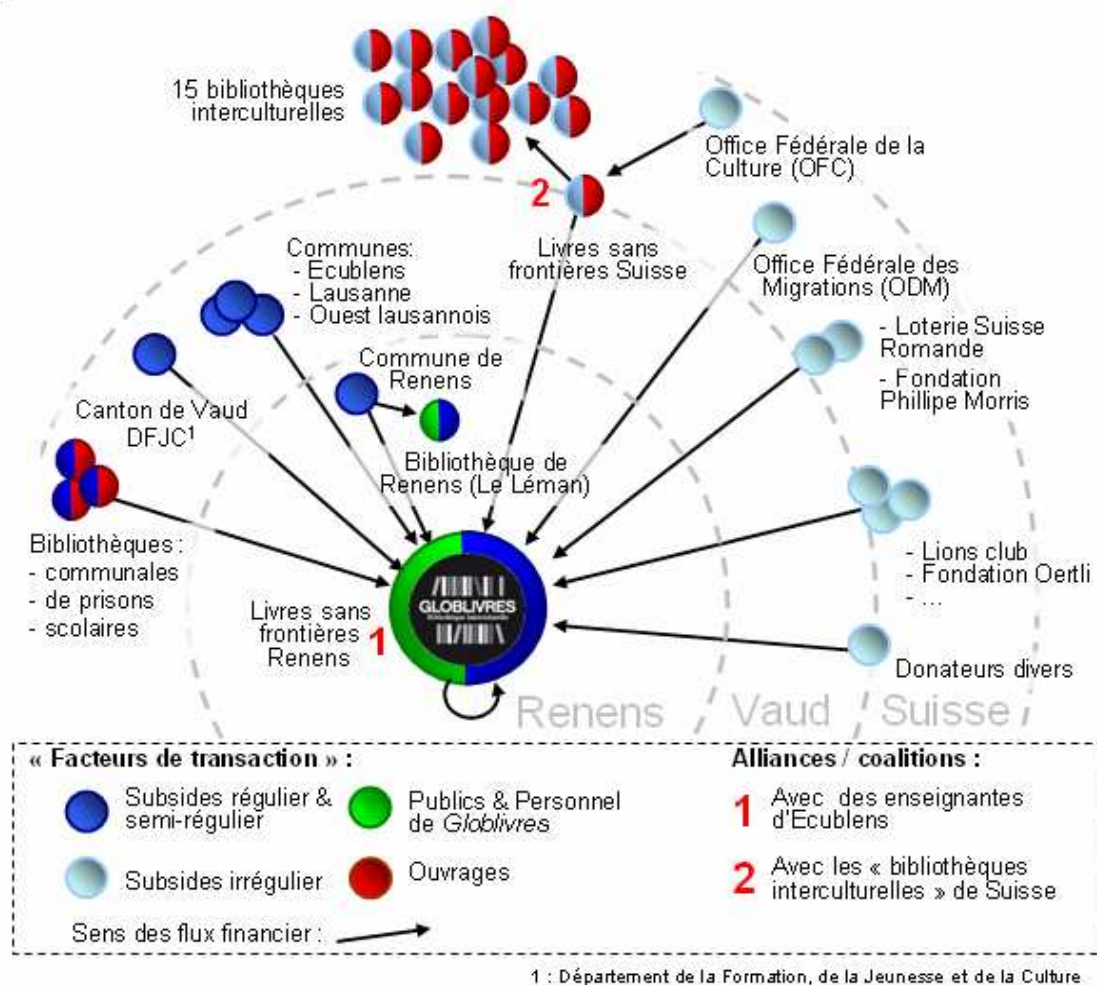 15 bibliothèques
interculturelles
Office Fédérale de la
Culture (OFC)
2
Livres sans
frontières Suisse
Communes:
- Ecublens
- Lausanne
- Ouest lausannois
Office Fédérale des
Migrations (ODM)
- Loterie Suisse
Romande
- Fondation
Phillipe Morris
Commune de
Renens
Canton de Vaud
DFJC¹
Bibliothèque de
Renens (Le Léman)
Bibliothèques :
- communales
- de prisons
- scolaires
- Lions club
- Fondation Oertli
- ...
GLOBLIVRES
Livres sans
frontières
Renens
1
Donateurs divers
Renens
Vaud
Suisse
« Facteurs de transaction » :
Subsides régulier &
semi-régulier
Publics & Personnel
de Globlivres
Subsides irrégulier
Ouvrages
Sens des flux financier :
Alliances / coalitions :
1 Avec des enseignantes
d'Ecublens
2 Avec les « bibliothèques
interculturelles » de Suisse
1 : Département de la Formation, de la Jeunesse et de la Culture